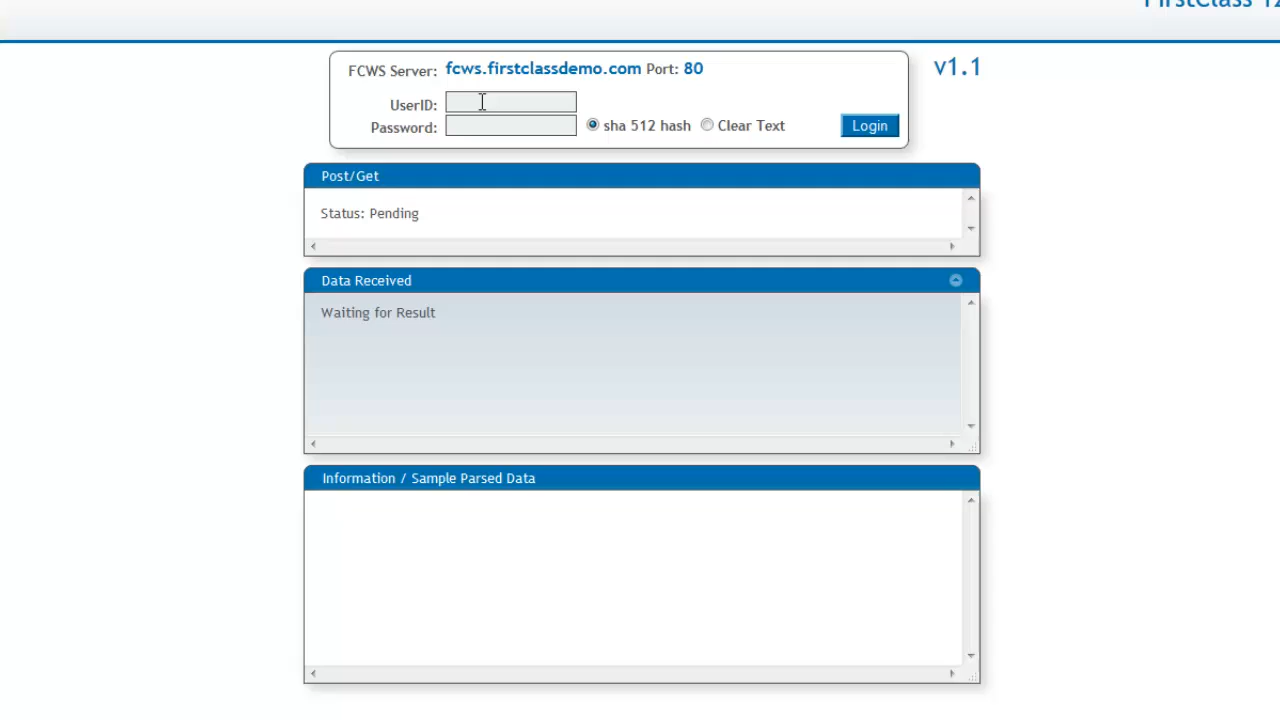 FirstClass
FCWS Server: fcws.firstclassdemo.com Port: 80
v1.1
UserID:
Password:
sha 512 hash
Clear Text
Login
Post/Get
Status: Pending
Data Received
Waiting for Result
Information / Sample Parsed Data